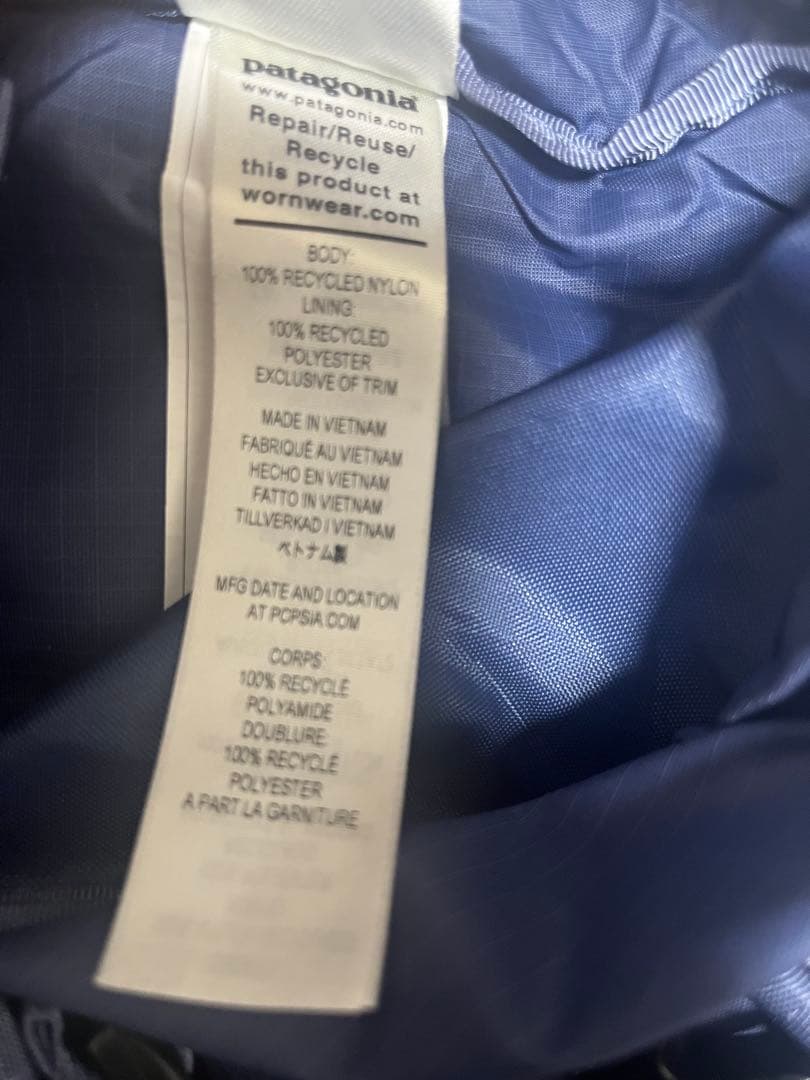 patagonia
www.patagonia.com
Repair/Reuse/
Recycle
this product at
wornwear.com
BODY:
100% RECYCLED NYLON
LINING:
100% RECYCLED
POLYESTER
EXCLUSIVE OF TRIM
MADE IN VIETNAM
FABRIQUÉ AU VIETNAM
HECHO EN VIETNAM
FATTO IN VIETNAM
TILLVERKAD I VIETNAM
ベトナム製
MFG DATE AND LOCATION
AT PCPSIA.COM
CORPS:
100% RECYCLÉ
POLYAMIDE
DOUBLURE:
100% RECYCLÉ
POLYESTER
A PART LA GARNITURE